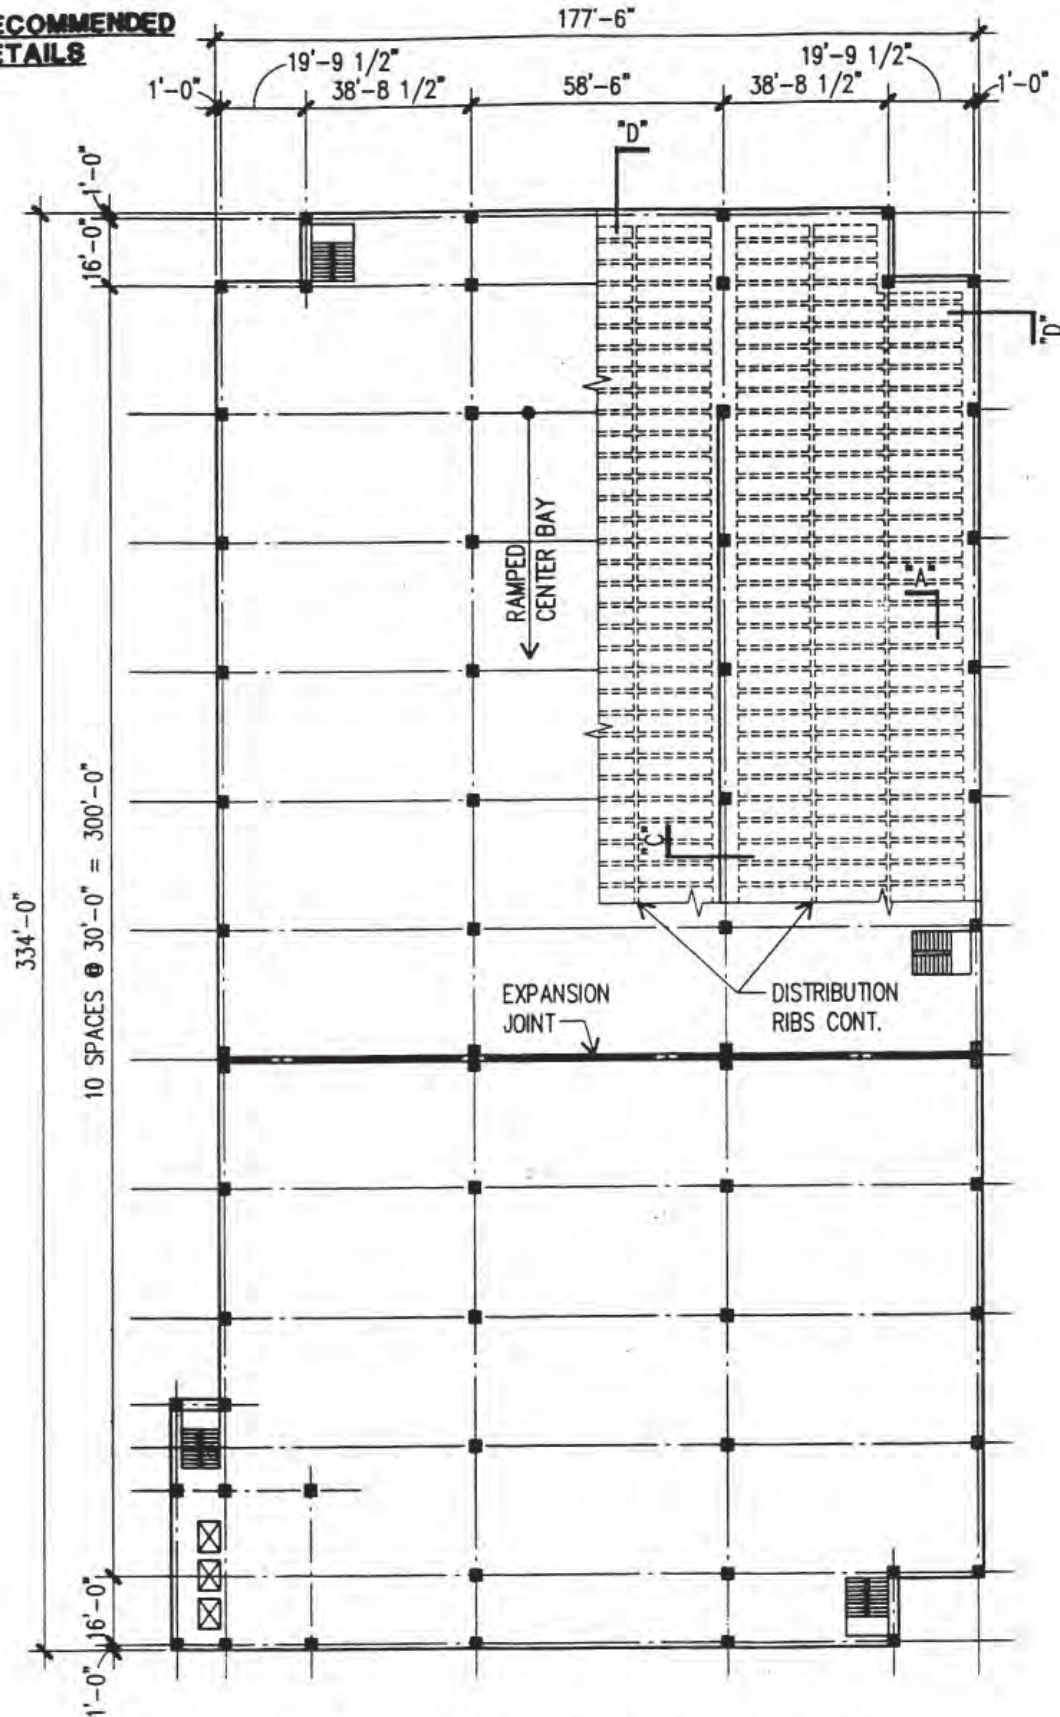 ECOMMENDED
ETAILS
177'-6"
19'-9 1/2"
19'-9 1/2"
1'-0"
38'-8 1/2"
58'-6"
38'-8 1/2"
1'-0"
"D"
1'-0"
16'-0"
"D"
RAMPED
CENTER BAY
"A"
"C"
10 SPACES @ 30'-0" = 300'-0"
334'-0"
EXPANSION
JOINT
DISTRIBUTION
RIBS CONT.
16'-0"
1'-0"